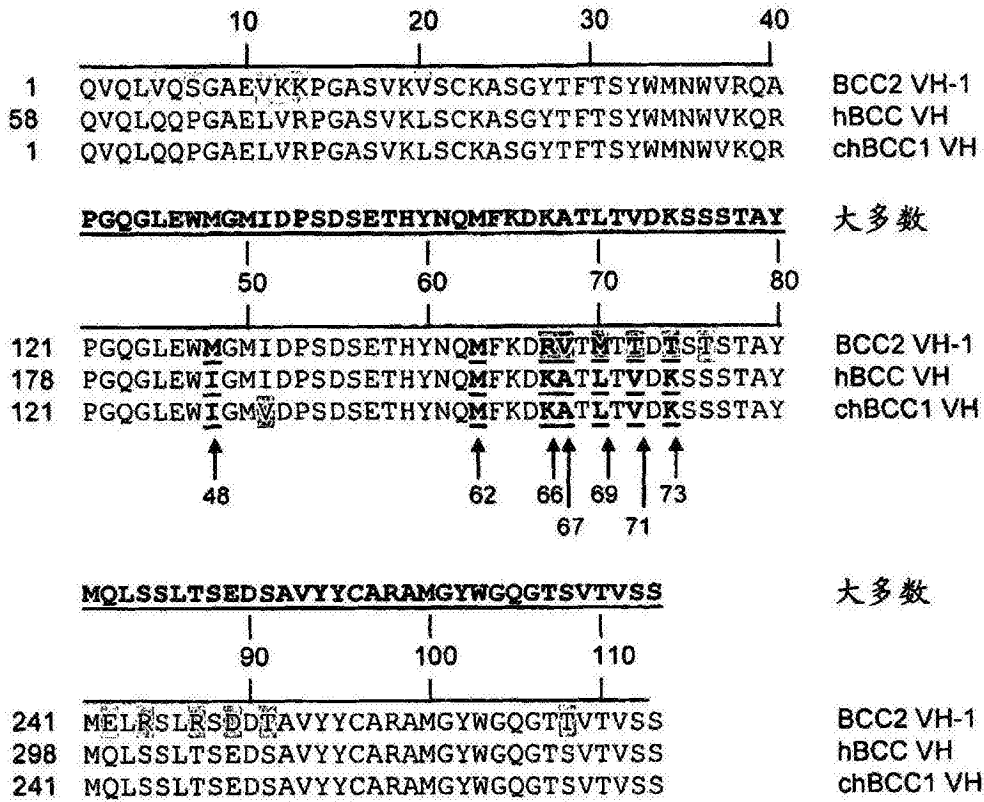 10 20 30 40
1 QVQLVQSGAEVKKPGASVKVSCKASGYTFTSYWMNWVRQA BCC2 VH-1
58 QVQLQQPGAELVRPGASVKLSCKASGYTFTSYWMNWVKQR hBCC VH
1 QVQLQQPGAELVRPGASVKLSCKASGYTFTSYWMNWVKQR chBCC1 VH
PGQGLEWMGMIDPSDSETHYNQMFKDKATLTVDKSSSTAY 大多数
50 60 70 80
121 PGQGLEWMGMIDPSDSETHYNQMFKDRVTMTTDTSTSTAY BCC2 VH-1
178 PGQGLEWIGMIDPSDSETHYNQMFKDKATLTVDKSSSTAY hBCC VH
121 PGQGLEWIGMVDPSDSETHYNQMFKDKATLTVDKSSSTAY chBCC1 VH
48 62 66 69 73
67 71
MQLSSLTSEDSAVYYCARAMGYWGQGTSVTVSS 大多数
90 100 110
241 MELRSLRSDDTAVYYCARAMGYWGQGTTVTVSS BCC2 VH-1
298 MQLSSLTSEDSAVYYCARAMGYWGQGTSVTVSS hBCC VH
241 MQLSSLTSEDSAVYYCARAMGYWGQGTSVTVSS chBCC1 VH